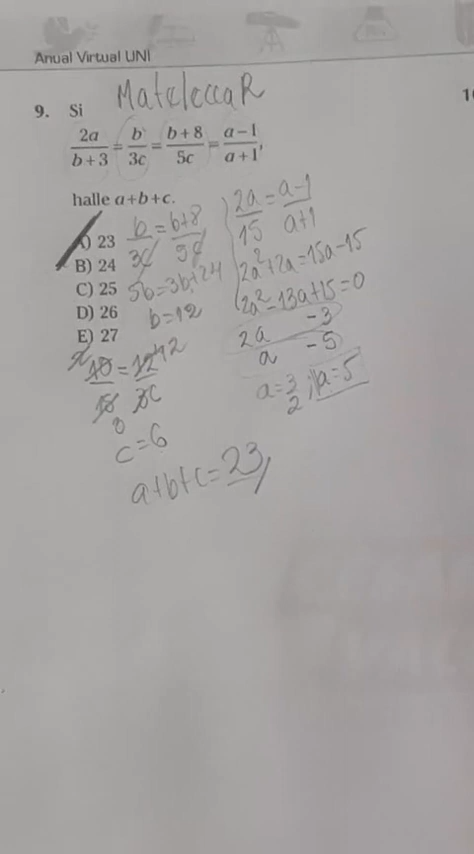 Anual Virtual UNI
MateleccaR
9. Si
2a/(b+3) = b/3c = (b+8)/5c = (a−1)/(a+1),
halle a+b+c.
A) 23
B) 24
C) 25
D) 26
E) 27
b/3c = (b+8)/5c
5b=3b+24
b=12
c=6
a+b+c=23
2a/15 = (a−1)/(a+1)
2a²+2a=15a−15
2a²−13a+15=0
2a −3
a −5
a=3/2; a=5